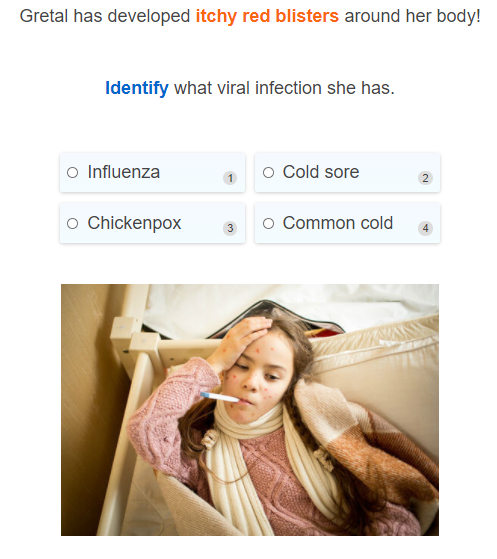 Gretal has developed itchy red blisters around her body!
Identify what viral infection she has.
Influenza 1
Cold sore 2
Chickenpox 3
Common cold 4